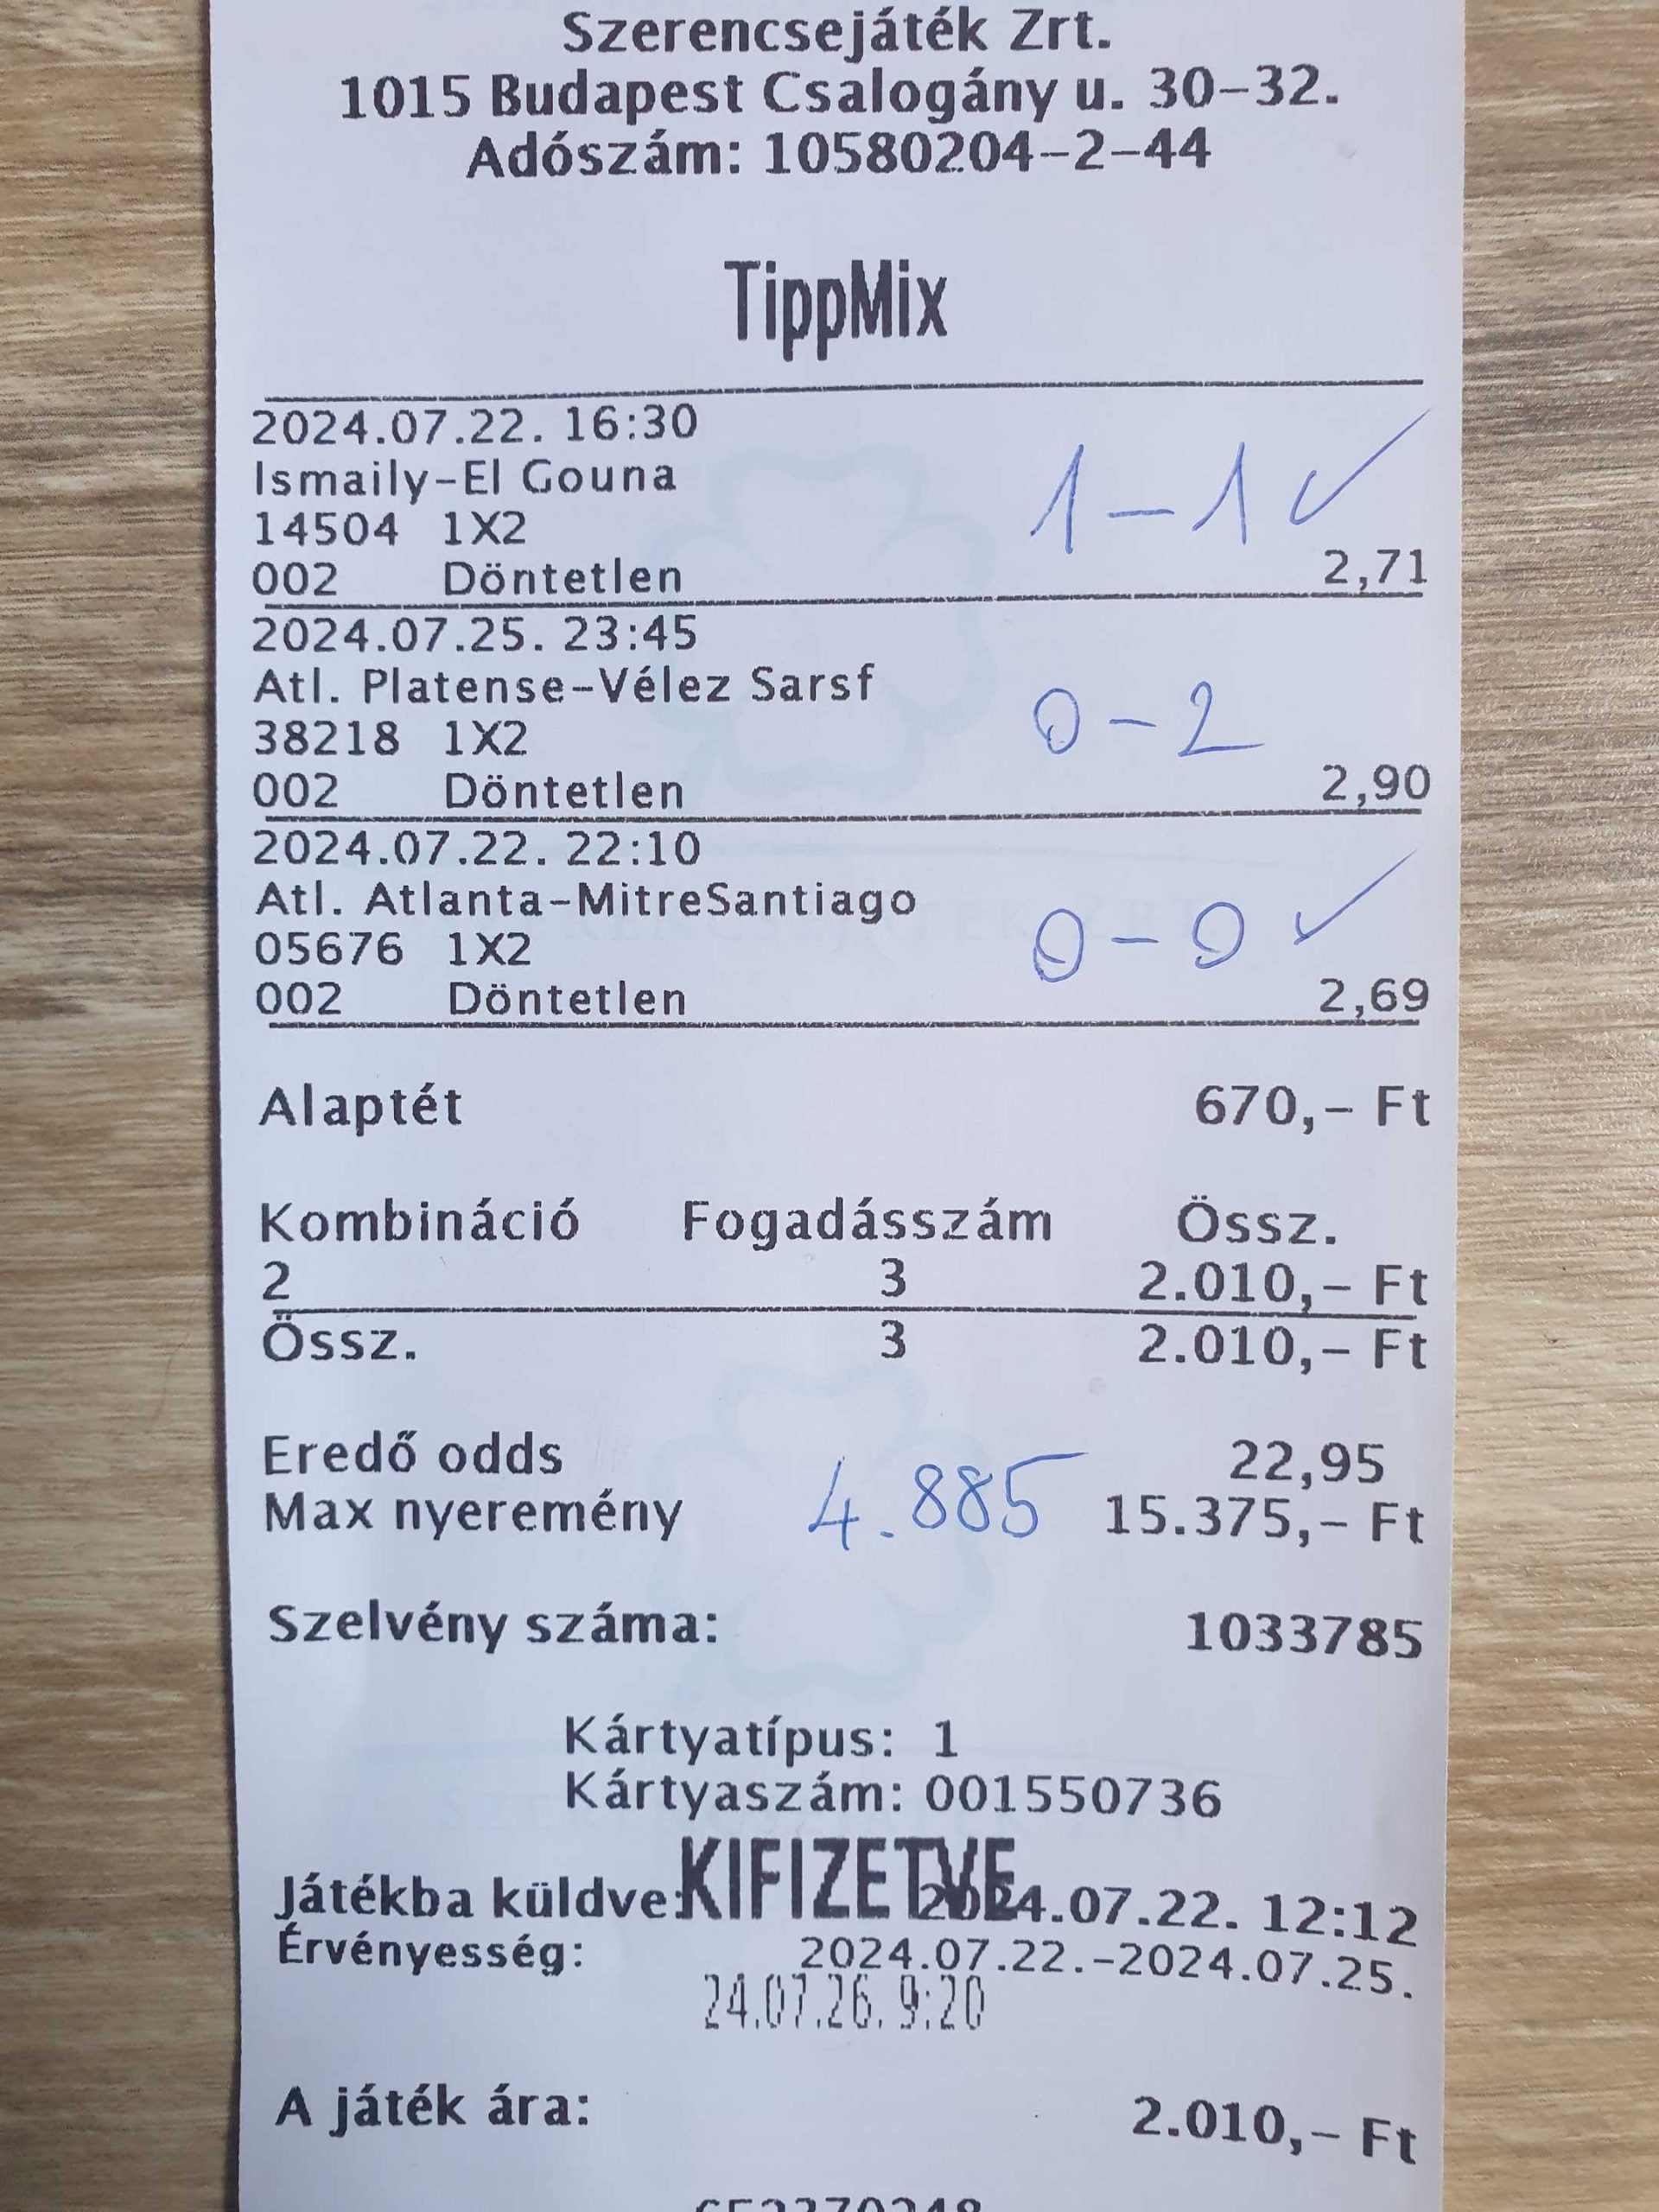 Szerencsejáték Zrt.
1015 Budapest Csalogány u. 30-32.
Adószám: 10580204-2-44
TippMix
2024.07.22. 16:30
Ismaily-El Gouna
14504 1X2
1-1 ✓
002 Döntetlen 2,71
2024.07.25. 23:45
Atl. Platense-Vélez Sarsf
38218 1X2
0-2
002 Döntetlen 2,90
2024.07.22. 22:10
Atl. Atlanta-MitreSantiago
05676 1X2
0-0 ✓
002 Döntetlen 2,69
Alaptét 670,- Ft
Kombináció Fogadásszám Össz.
2 3 2.010,- Ft
Össz. 3 2.010,- Ft
Eredő odds 22,95
Max nyeremény 4.885 15.375,- Ft
Szelvény száma: 1033785
Kártyatípus: 1
Kártyaszám: 001550736
KIFIZETVE
Játékba küldve: 2024.07.22. 12:12
Érvényesség: 2024.07.22.-2024.07.25.
24.07.26. 9:20
A játék ára: 2.010,- Ft